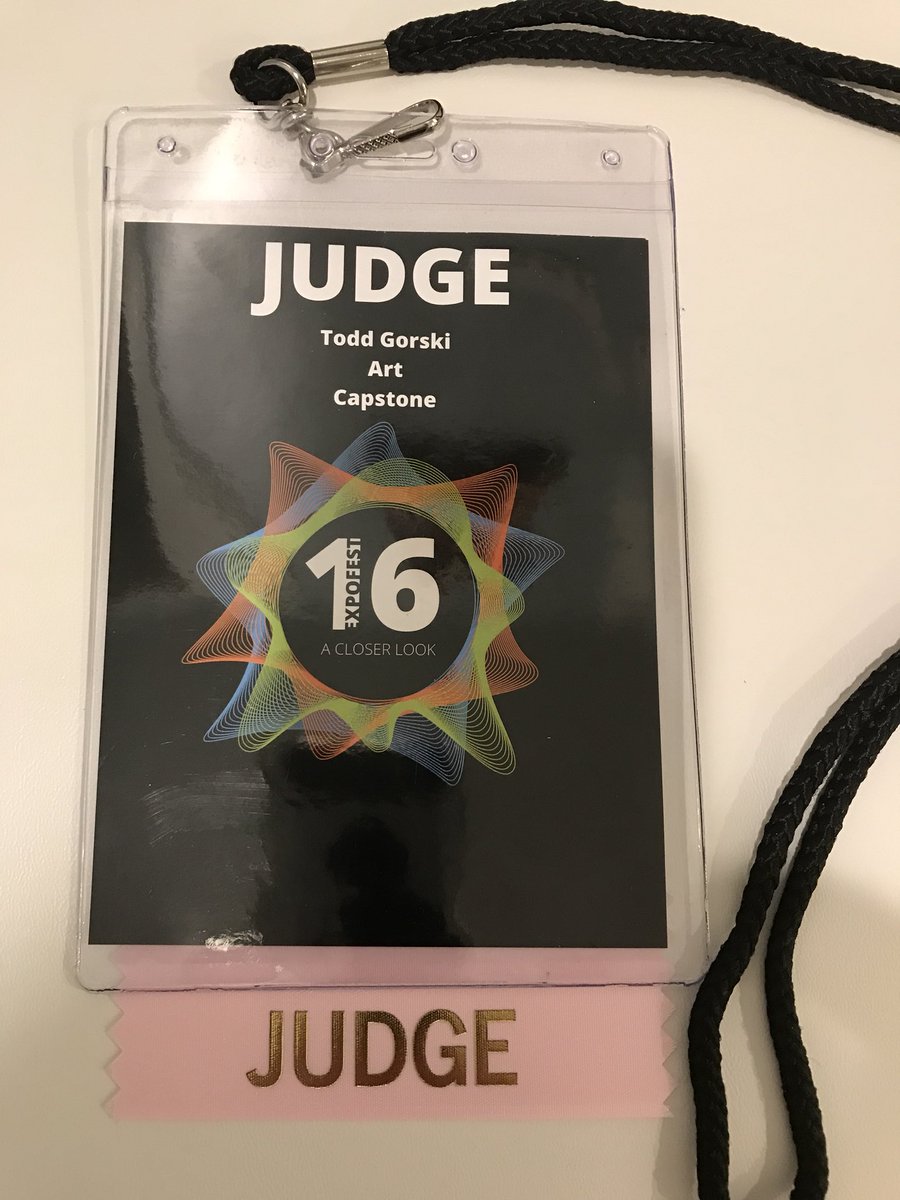 JUDGE
Todd Gorski
Art
Capstone
16
EXPOFEST
A CLOSER LOOK
JUDGE